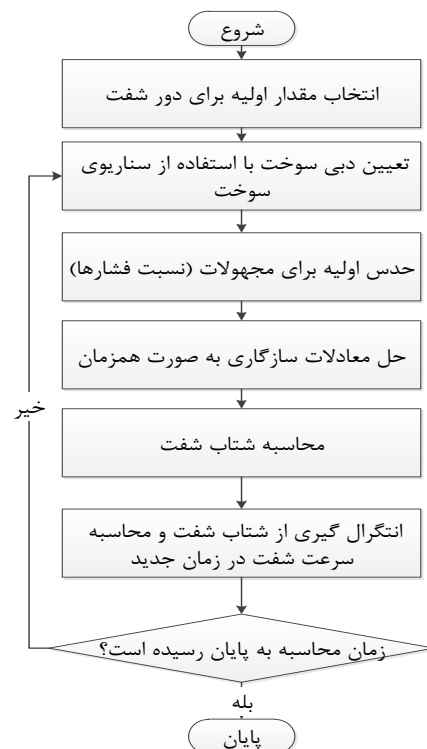 شروع
انتخاب مقدار اولیه برای دور شفت
تعیین دبی سوخت با استفاده از سناریوی
سوخت
حدس اولیه برای مجهولات (نسبت فشارها)
حل معادلات سازگاری به صورت همزمان
خیر
محاسبه شتاب شفت
انتگرال گیری از شتاب شفت و محاسبه
سرعت شفت در زمان جدید
زمان محاسبه به پایان رسیده است؟
بله
پایان